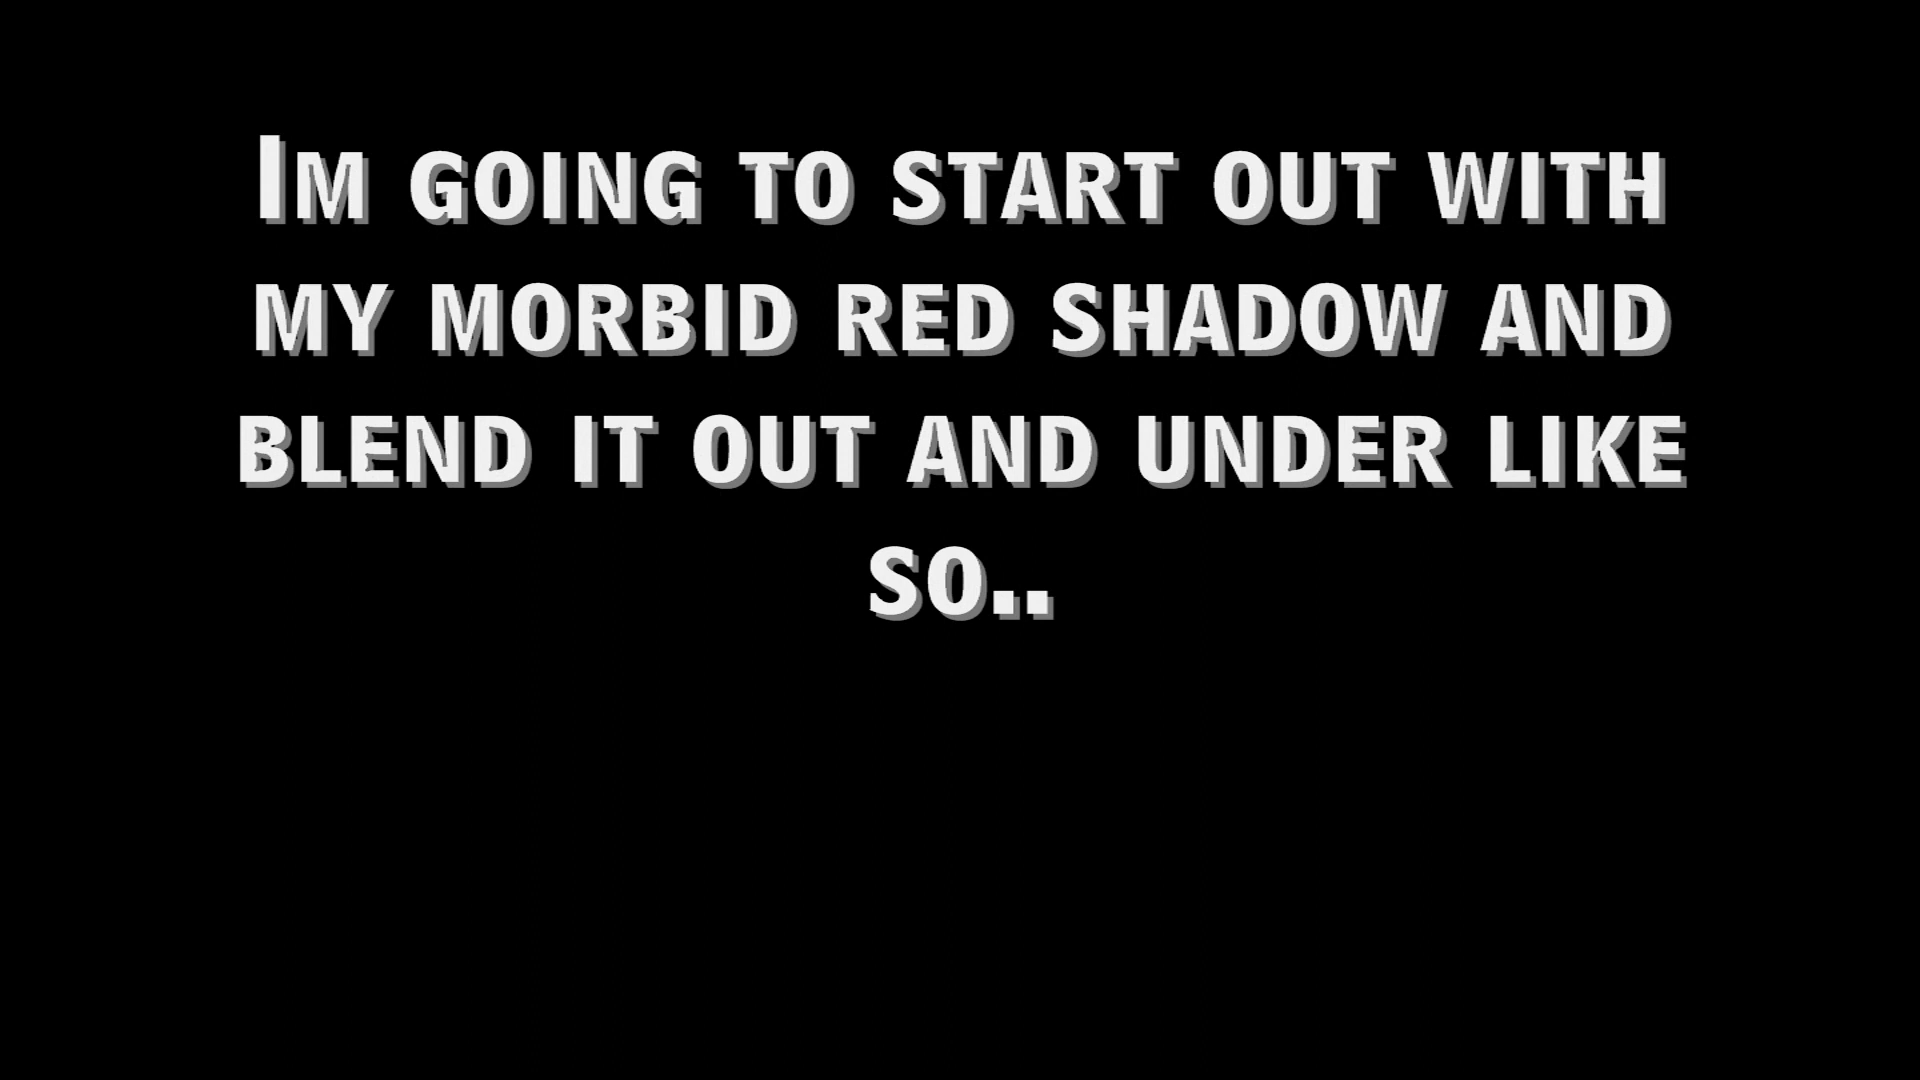 Im going to start out with
my morbid red shadow and
blend it out and under like
so..